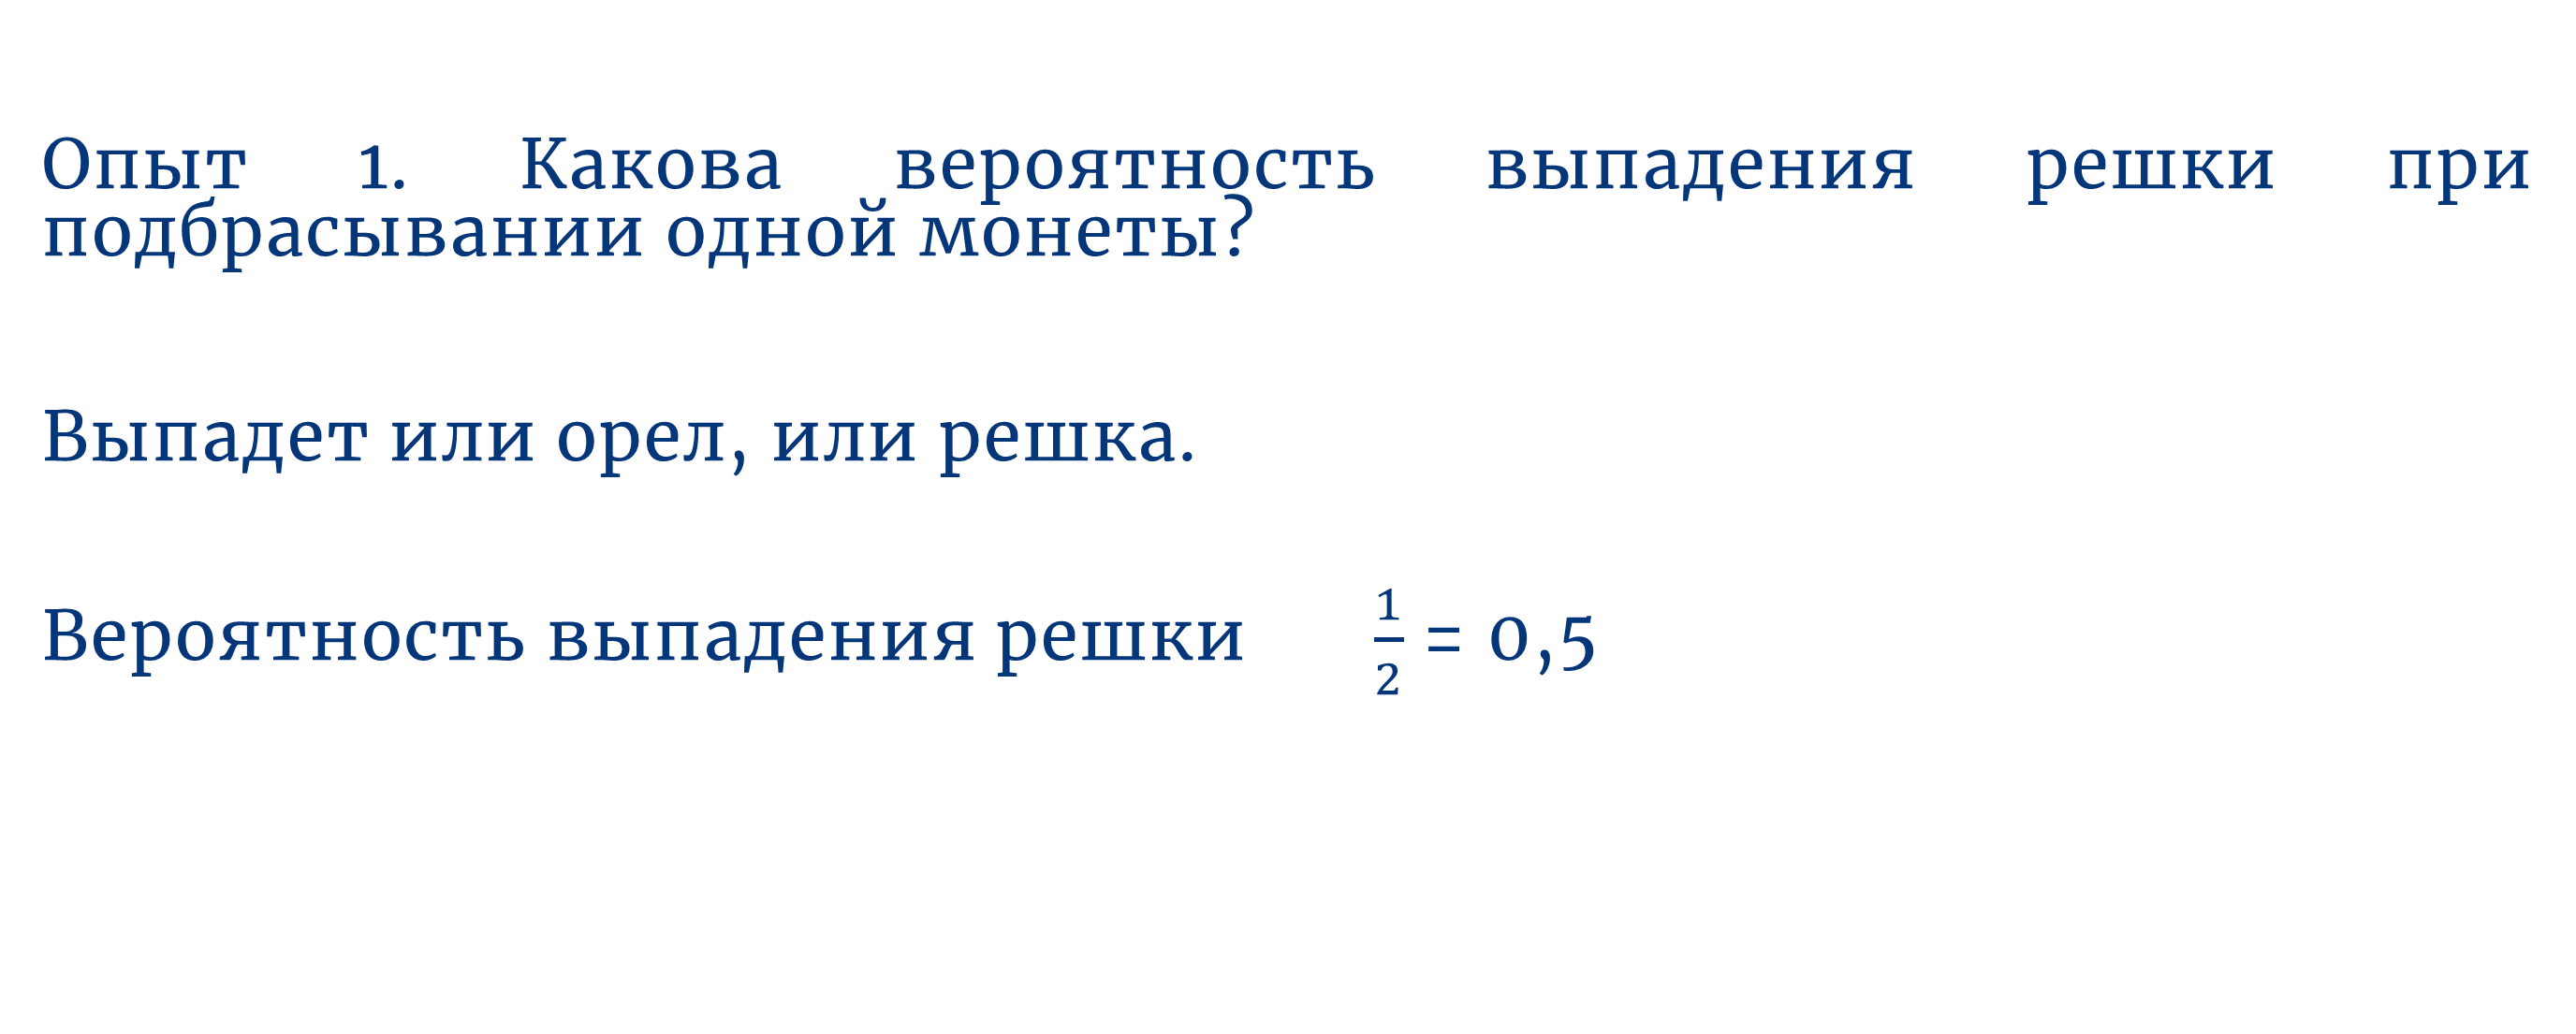 Опыт 1. Какова вероятность выпадения решки при
подбрасывании одной монеты?
Выпадет или орел, или решка.
Вероятность выпадения решки 1/2 = 0,5